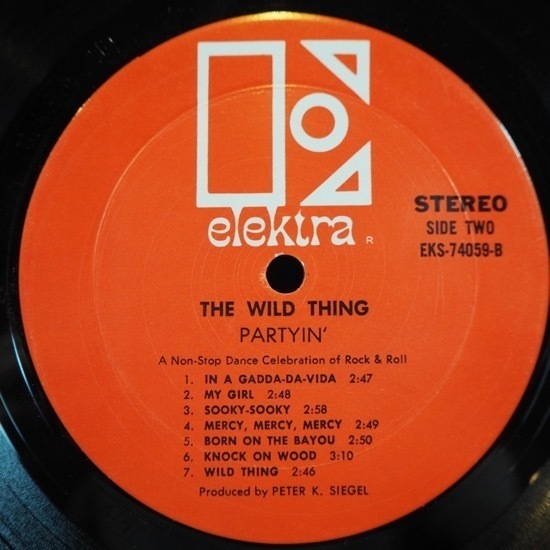 elektra
R
STEREO
SIDE TWO
EKS-74059-B
THE WILD THING
PARTYIN'
A Non-Stop Dance Celebration of Rock & Roll
1. IN A GADDA-DA-VIDA 2:47
2. MY GIRL 2:48
3. SOOKY-SOOKY 2:58
4. MERCY, MERCY, MERCY 2:49
5. BORN ON THE BAYOU 2:50
6. KNOCK ON WOOD 3:10
7. WILD THING 2:46
Produced by PETER K. SIEGEL